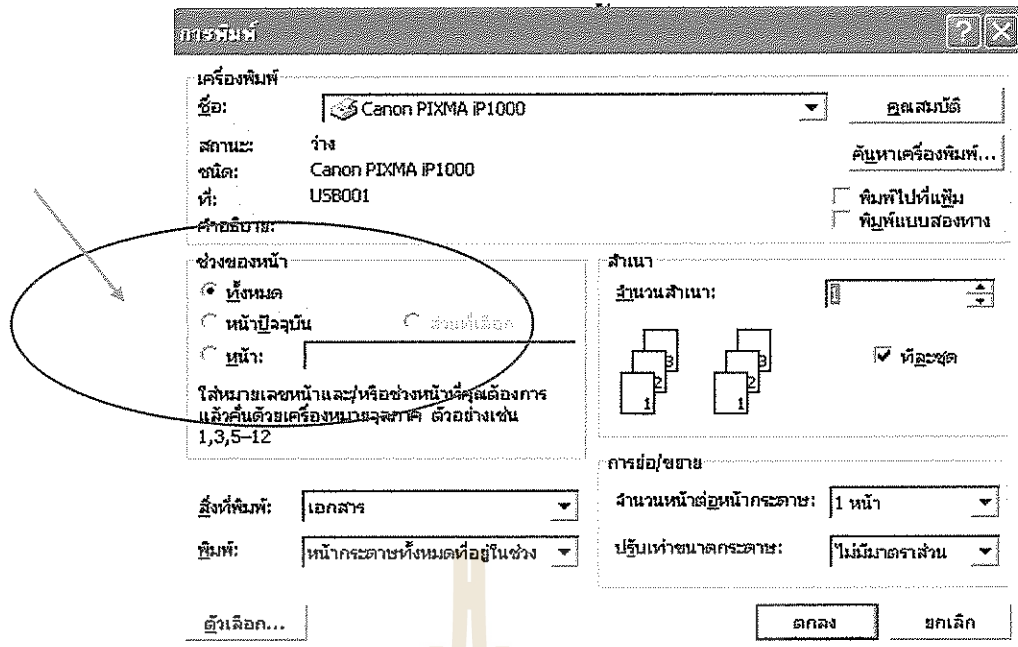 การพิมพ์
เครื่องพิมพ์
ชื่อ: Canon PIXMA iP1000 คุณสมบัติ
สถานะ: ว่าง
ค้นหาเครื่องพิมพ์...
ชนิด: Canon PIXMA iP1000
ที่: USB001
พิมพ์ไปที่แฟ้ม
คำอธิบาย:
พิมพ์แบบสองทาง
ช่วงของหน้า
ทั้งหมด
หน้าปัจจุบัน ส่วนที่เลือก
หน้า:
ใส่หมายเลขหน้าและ/หรือช่วงหน้าที่คุณต้องการ
แล้วคั่นด้วยเครื่องหมายจุลภาค ตัวอย่างเช่น
1,3,5–12
สำเนา
จำนวนสำเนา: 1
3 3
2 2
1 1
ทีละชุด
สิ่งที่พิมพ์: เอกสาร
พิมพ์: หน้ากระดาษทั้งหมดที่อยู่ในช่วง
การย่อ/ขยาย
จำนวนหน้าต่อหน้ากระดาษ: 1 หน้า
ปรับเท่าขนาดกระดาษ: ไม่มีมาตราส่วน
ตัวเลือก...
ตกลง ยกเลิก